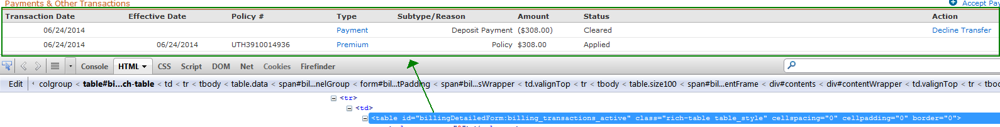 Payments & Other Transactions
Accept Pay
Transaction Date Effective Date Policy # Type Subtype/Reason Amount Status Action
06/24/2014 Payment Deposit Payment ($308.00) Cleared Decline Transfer
06/24/2014 06/24/2014 UTH3910014936 Premium Policy $308.00 Applied
Console HTML CSS Script DOM Net Cookies Firefinder
Edit colgroup < table#bi...ch-table < td < tr < tbody < table.data < span#bil...nelGroup < form#bil...tPadding < span#bil...sWrapper < td.valignTop < tr < tbody < table.size100 < span#bil...entFrame < div#contents < div#contentWrapper < td.valignTop < tr < tbo
<tr>
<td>
<table id="billingDetailedForm:billing_transactions_active" class="rich-table table_style" cellspacing="0" cellpadding="0" border="0">